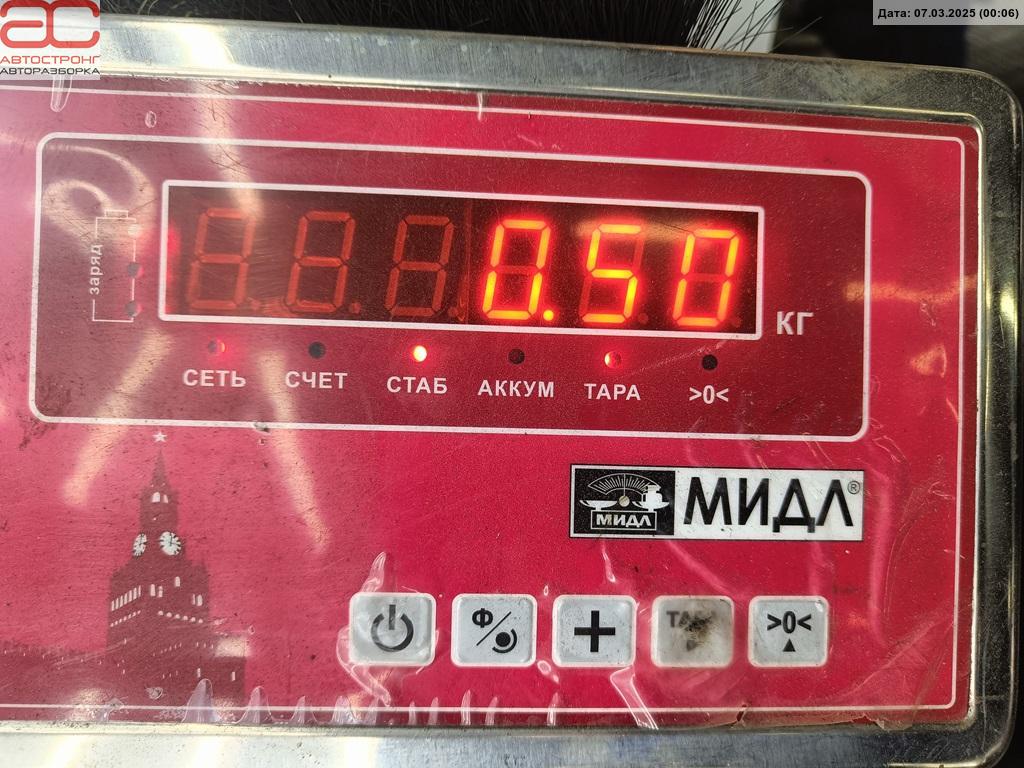 АС
АВТОСТРОНГ
АВТОРАЗБОРКА
Дата: 07.03.2025 (00:06)
заряд
0.50
КГ
СЕТЬ СЧЕТ СТАБ АККУМ ТАРА >0<
МИДЛ МИДЛ®
Ф + >0<